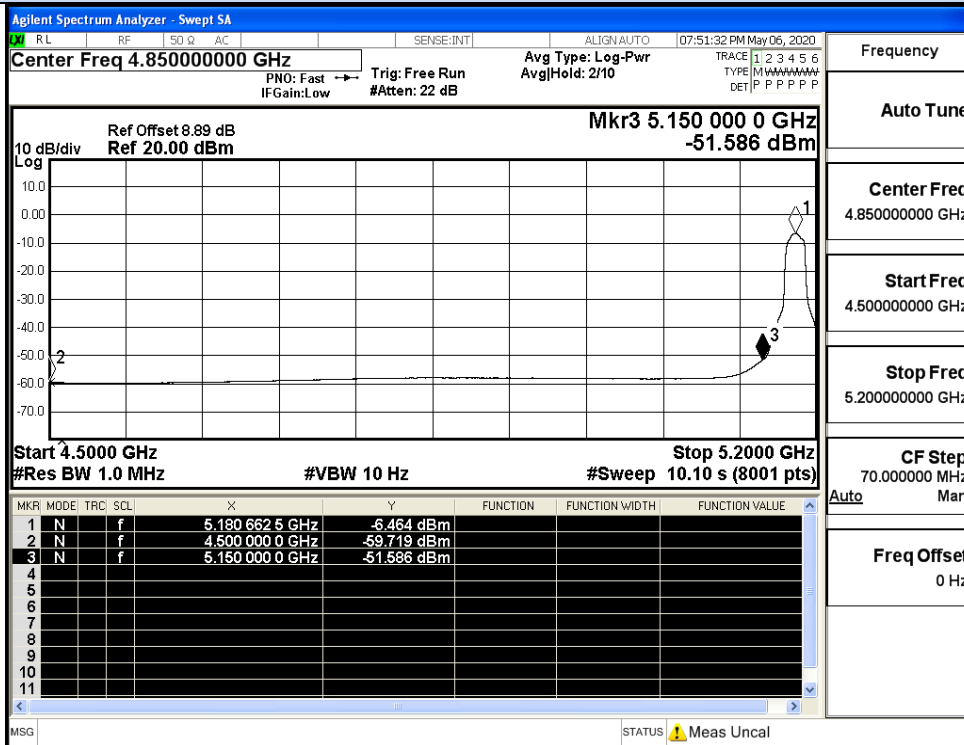 Agilent Spectrum Analyzer - Swept SA
LXI RL RF 50 Ω AC SENSE:INT ALIGN AUTO 07:51:32 PM May 06, 2020
Center Freq 4.850000000 GHz
PNO: Fast
IFGain:Low
Trig: Free Run
#Atten: 22 dB
Avg Type: Log-Pwr
Avg|Hold: 2/10
TRACE 1 2 3 4 5 6
TYPE M WWWWW
DET P P P P P P
Ref Offset 8.89 dB
10 dB/div Ref 20.00 dBm
Log
Mkr3 5.150 000 0 GHz
-51.586 dBm
10.0
0.00
-10.0
-20.0
-30.0
-40.0
-50.0
-60.0
-70.0
1
2
3
Start 4.5000 GHz Stop 5.2000 GHz
#Res BW 1.0 MHz #VBW 10 Hz #Sweep 10.10 s (8001 pts)
MKR MODE TRC SCL X Y FUNCTION FUNCTION WIDTH FUNCTION VALUE
1 N f 5.180 662 5 GHz -6.464 dBm
2 N f 4.500 000 0 GHz -59.719 dBm
3 N f 5.150 000 0 GHz -51.586 dBm
4
5
6
7
8
9
10
11
MSG STATUS Meas Uncal
Frequency
Auto Tune
Center Freq
4.850000000 GHz
Start Freq
4.500000000 GHz
Stop Freq
5.200000000 GHz
CF Step
70.000000 MHz
Auto Man
Freq Offset
0 Hz